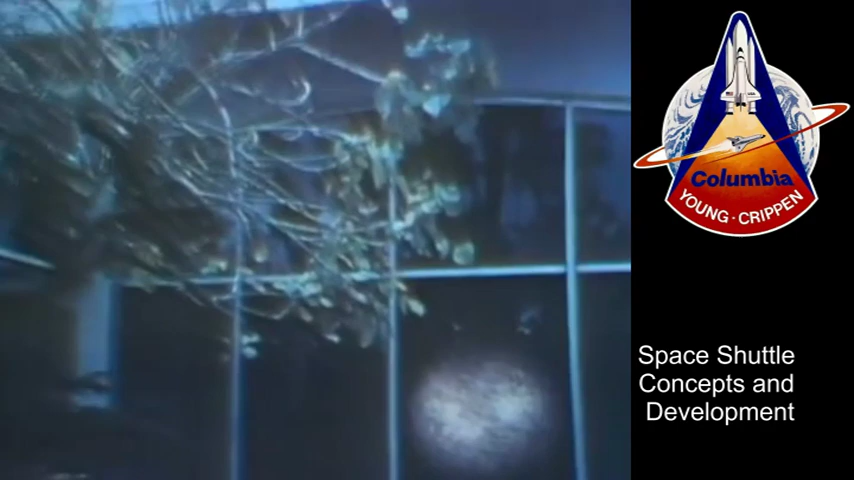 Columbia
YOUNG · CRIPPEN
Space Shuttle
Concepts and
Development